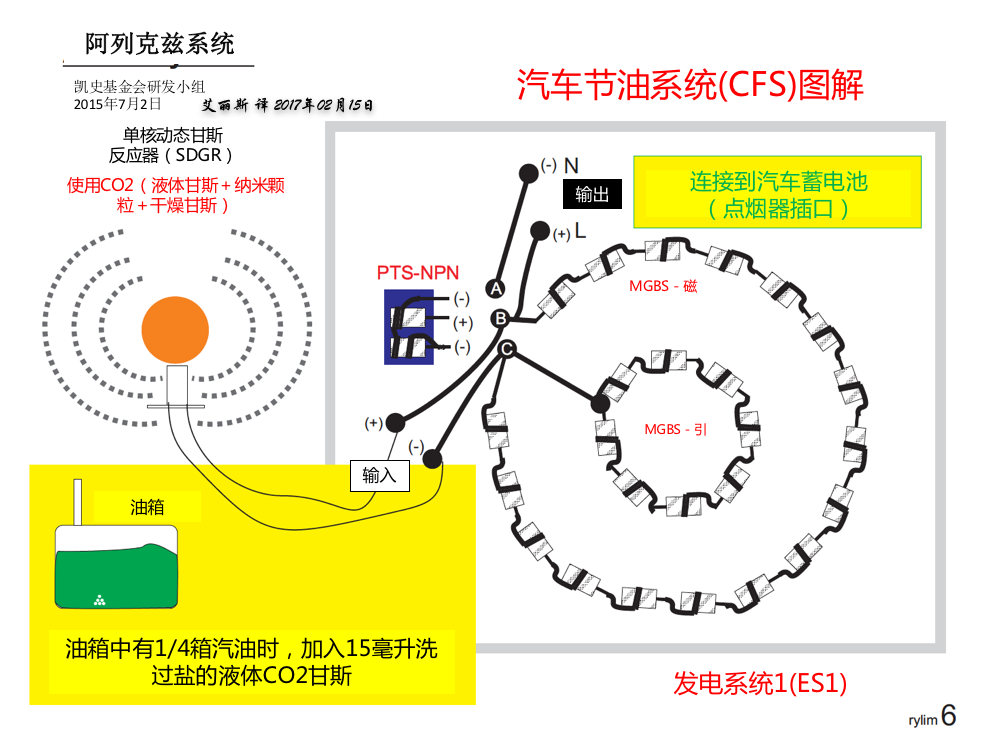 阿列克兹系统
凯史基金会研发小组
2015年7月2日
艾丽斯 译 2017年02月15日
汽车节油系统(CFS)图解
单核动态甘斯
反应器（SDGR）
使用CO2（液体甘斯＋纳米颗
粒＋干燥甘斯）
(-) N
输出
(+) L
连接到汽车蓄电池
（点烟器插口）
PTS-NPN
(-)
(+)
(-)
A
B
C
MGBS - 磁
MGBS - 引
(+)
(-)
输入
油箱
油箱中有1/4箱汽油时，加入15毫升洗
过盐的液体CO2甘斯
发电系统1(ES1)
rylim 6